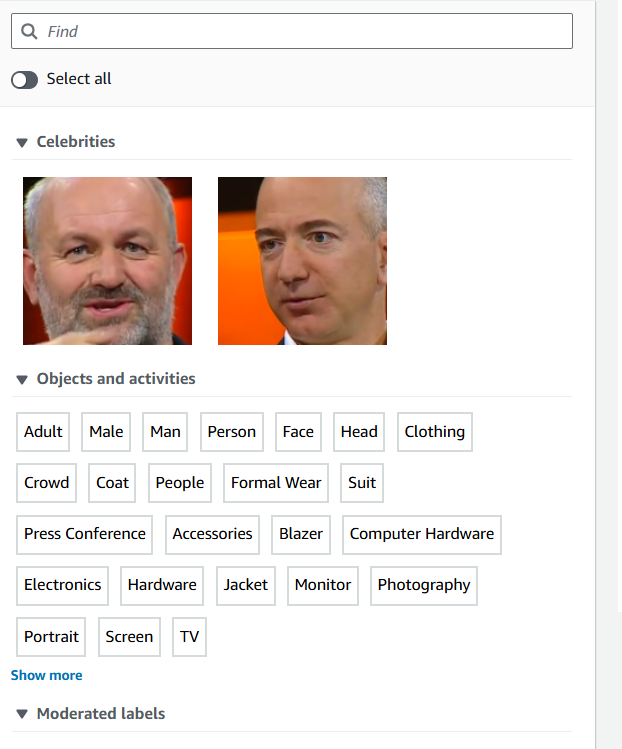 Find
Select all
Celebrities
Objects and activities
Adult Male Man Person Face Head Clothing
Crowd Coat People Formal Wear Suit
Press Conference Accessories Blazer Computer Hardware
Electronics Hardware Jacket Monitor Photography
Portrait Screen TV
Show more
Moderated labels